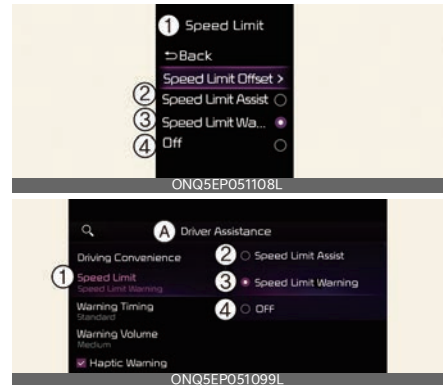 1 Speed Limit
Back
Speed Limit Offset >
2 Speed Limit Assist
3 Speed Limit Wa...
4 Off
ONQ5EP051108L
A Driver Assistance
Driving Convenience
2 Speed Limit Assist
1 Speed Limit
Speed Limit Warning
3 Speed Limit Warning
Warning Timing
Standard
4 OFF
Warning Volume
Medium
Haptic Warning
ONQ5EP051099L